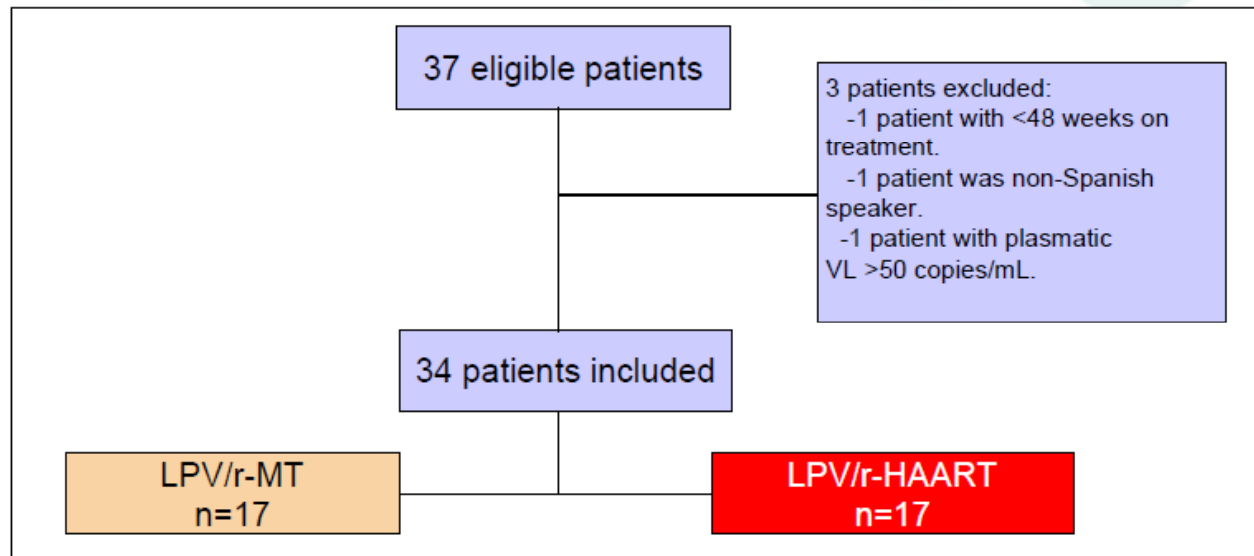 37 eligible patients
3 patients excluded:
-1 patient with <48 weeks on
treatment.
-1 patient was non-Spanish
speaker.
-1 patient with plasmatic
VL >50 copies/mL.
34 patients included
LPV/r-MT
n=17
LPV/r-HAART
n=17